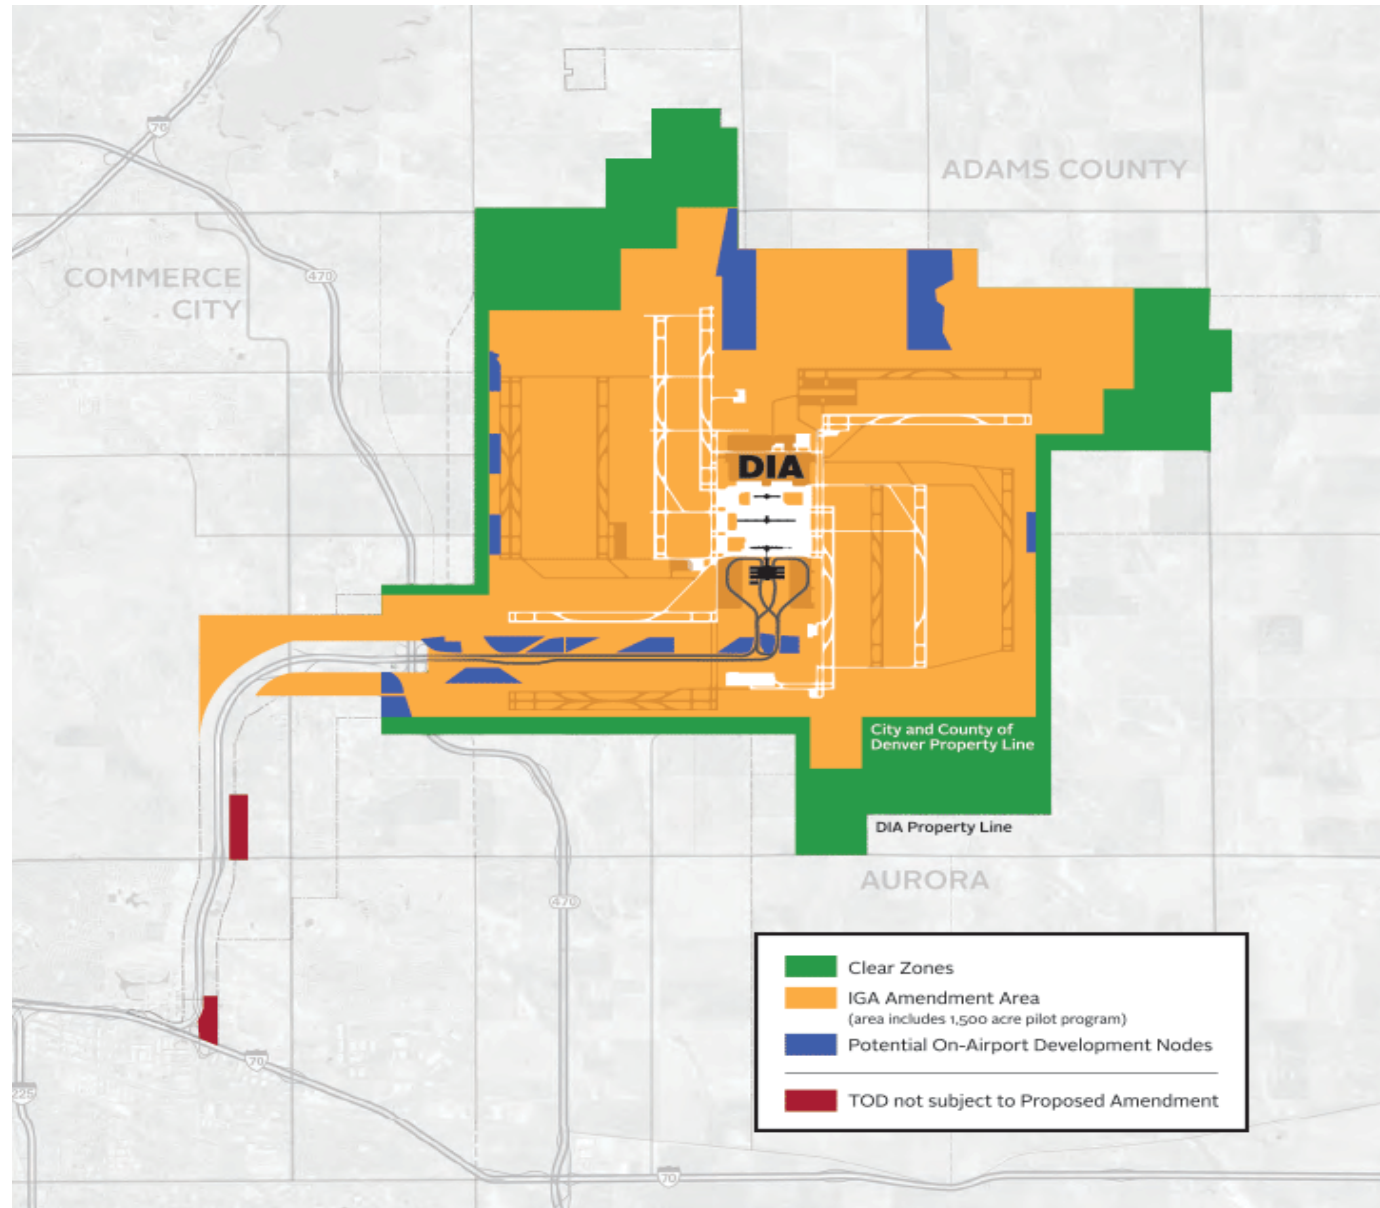 76
ADAMS COUNTY
COMMERCE
CITY
470
DIA
City and County of
Denver Property Line
DIA Property Line
AURORA
470
Clear Zones
IGA Amendment Area
(area includes 1,500 acre pilot program)
Potential On-Airport Development Nodes
TOD not subject to Proposed Amendment
70
225
70